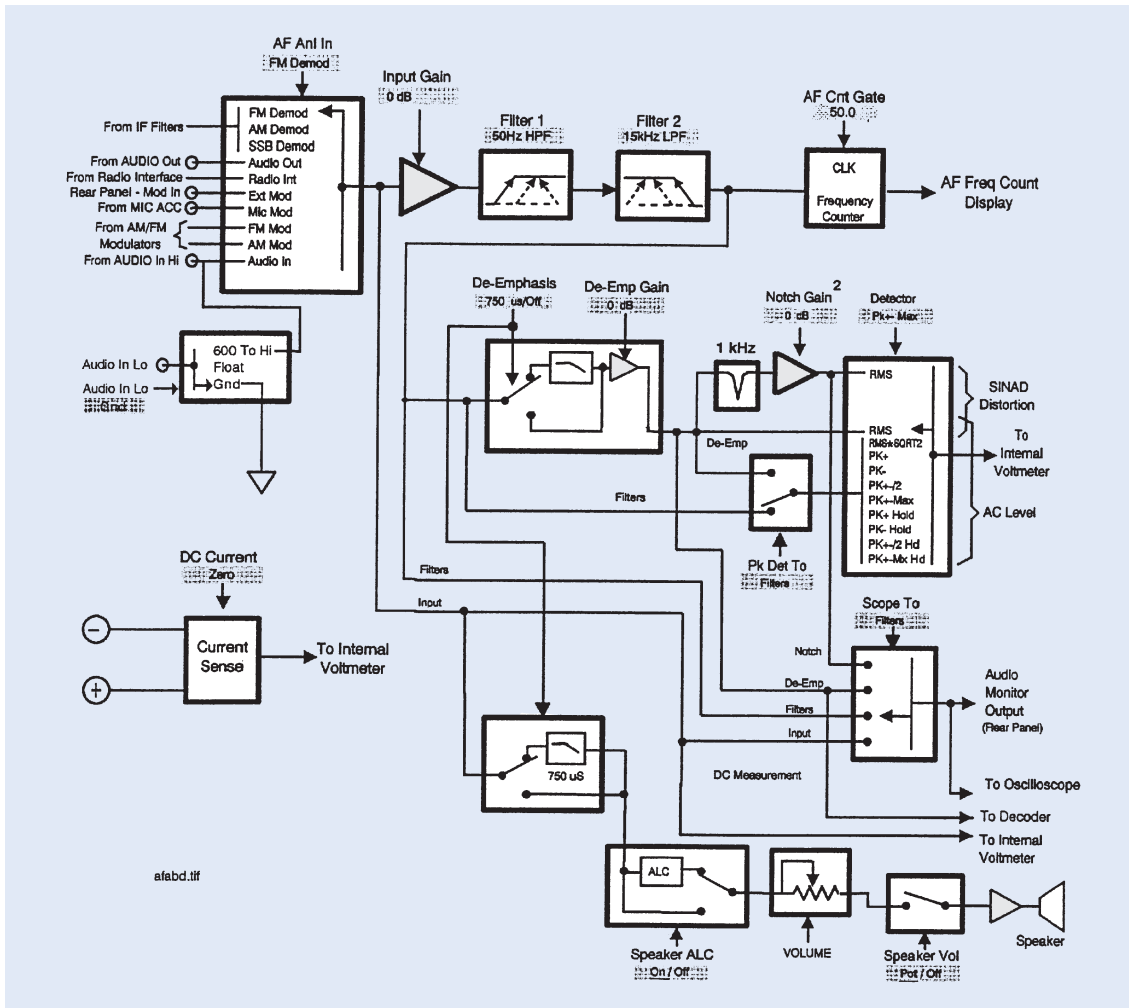 AF Anl In
FM Demod
Input Gain
0 dB
Filter 1
50Hz HPF
Filter 2
15kHz LPF
AF Cnt Gate
50.0
From IF Filters
FM Demod
AM Demod
SSB Demod
From AUDIO Out
Audio Out
From Radio Interface
Radio Int
Rear Panel - Mod In
Ext Mod
From MIC ACC
Mic Mod
From AM/FM
Modulators
FM Mod
AM Mod
From AUDIO In Hi
Audio In
CLK
Frequency
Counter
AF Freq Count
Display
De-Emphasis
750 us/Off
De-Emp Gain
0 dB
Notch Gain 2
0 dB
Detector
Pk+- Max
Audio In Lo
600 To Hi
Float
Gnd
Audio In Lo
Gnd
1 kHz
RMS
SINAD
Distortion
De-Emp
RMS
RMS*SQRT2
PK+
PK-
PK+-/2
PK+-Max
PK+ Hold
PK- Hold
PK+-/2 Hd
PK+-Mx Hd
To
Internal
Voltmeter
AC Level
Filters
Pk Det To
Filters
DC Current
Zero
Current
Sense
To Internal
Voltmeter
–
+
Filters
Input
Scope To
Filters
Notch
De-Emp
Filters
Input
Audio
Monitor
Output
(Rear Panel)
750 uS
DC Measurement
To Oscilloscope
To Decoder
To Internal
Voltmeter
afabd.tif
ALC
Speaker ALC
On / Off
VOLUME
Speaker Vol
Pot / Off
Speaker